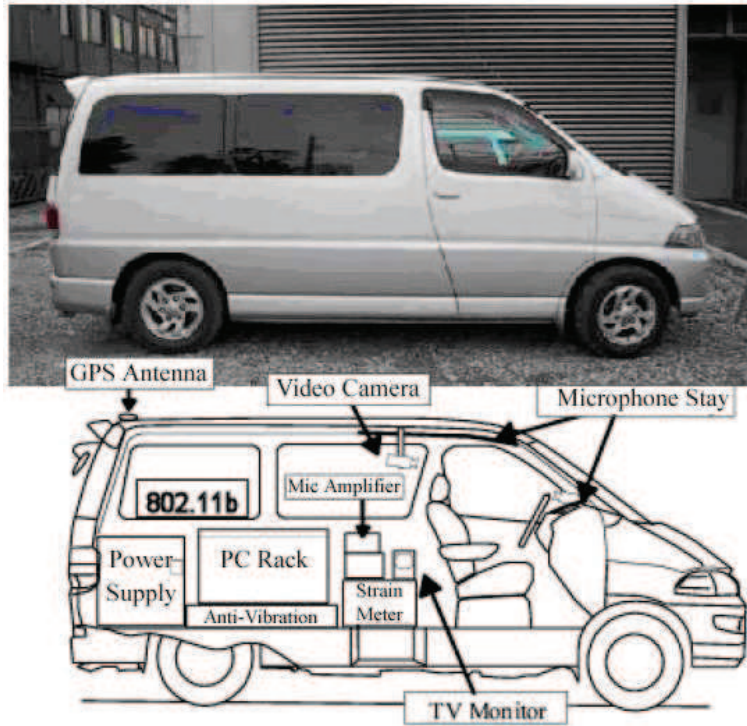 GPS Antenna
Video Camera
Microphone Stay
Mic Amplifier
802.11b
Power
Supply
PC Rack
Strain
Meter
Anti-Vibration
TV Monitor